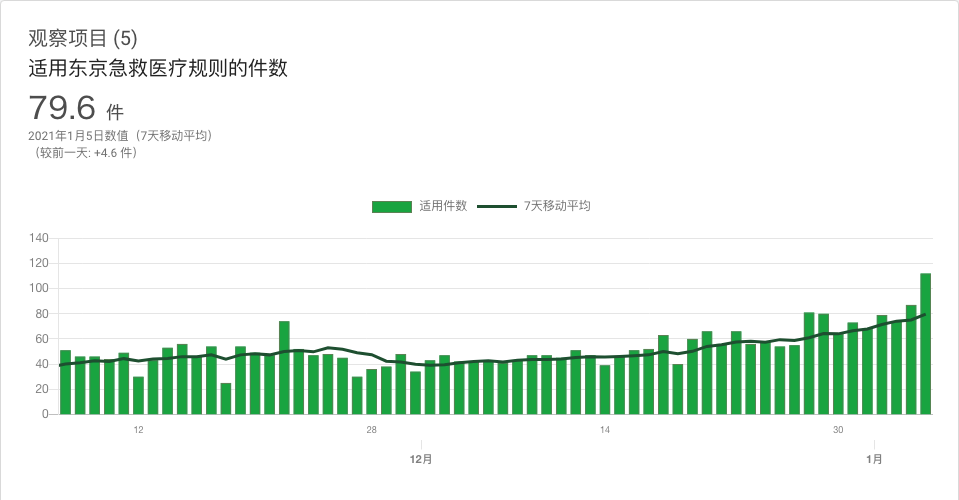 观察项目 (5)
适用东京急救医疗规则的件数
79.6 件
2021年1月5日数值（7天移动平均）
（较前一天: +4.6 件）
适用件数 7天移动平均
140
120
100
80
60
40
20
0
12 28 14 30
12月 1月